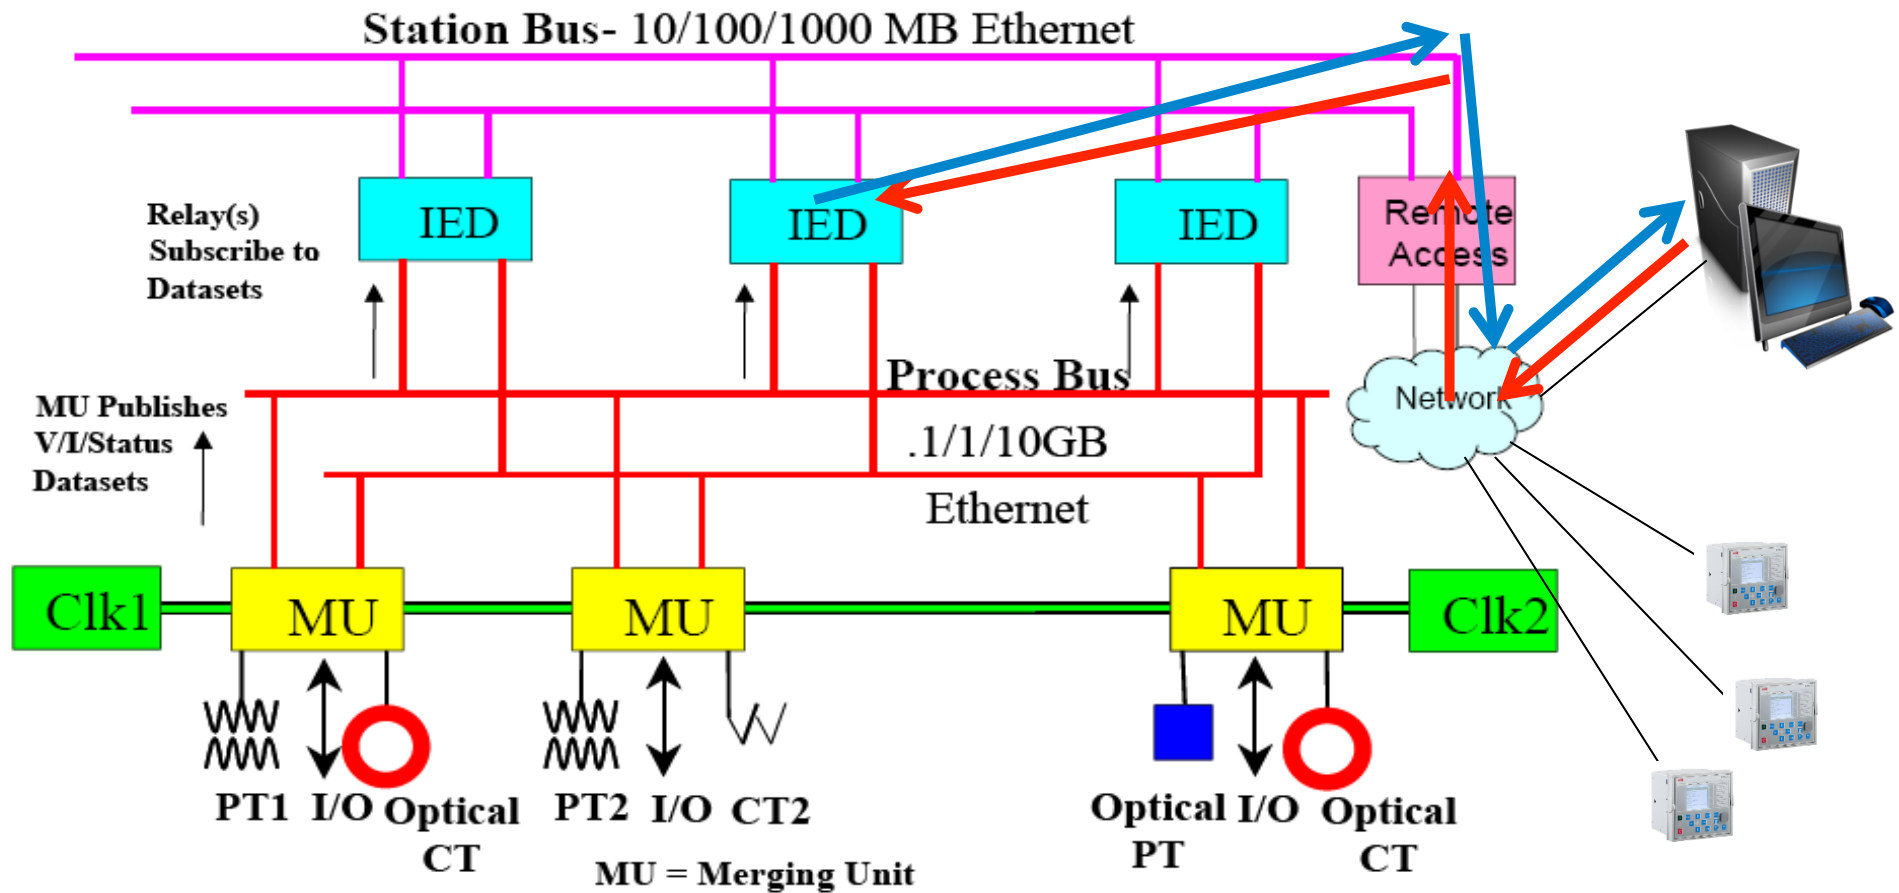 Station Bus- 10/100/1000 MB Ethernet
Relay(s)
Subscribe to
Datasets
IED
IED
IED
Remote
Access
Process Bus
.1/1/10GB
Ethernet
Network
MU Publishes
V/I/Status
Datasets
Clk1
MU
MU
MU
Clk2
PT1
I/O
Optical
CT
PT2
I/O
CT2
Optical
PT
I/O
Optical
CT
MU = Merging Unit